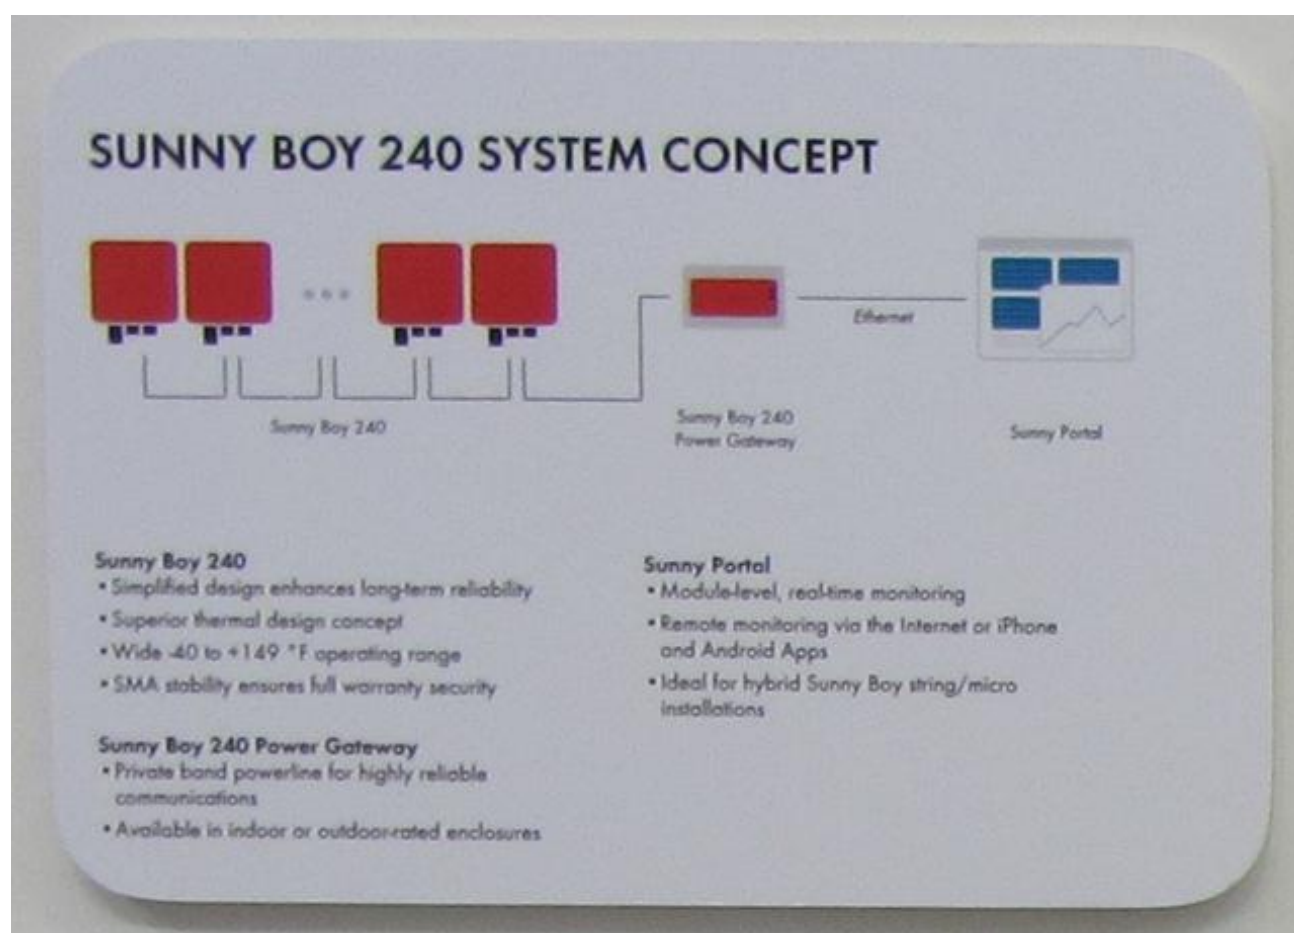 SUNNY BOY 240 SYSTEM CONCEPT
Ethernet
Sunny Boy 240
Sunny Boy 240
Power Gateway
Sunny Portal
Sunny Boy 240
• Simplified design enhances long-term reliability
• Superior thermal design concept
• Wide -40 to +149 °F operating range
• SMA stability ensures full warranty security
Sunny Boy 240 Power Gateway
• Private band powerline for highly reliable
communications
• Available in indoor or outdoor-rated enclosures
Sunny Portal
• Module-level, real-time monitoring
• Remote monitoring via the Internet or iPhone
and Android Apps
• Ideal for hybrid Sunny Boy string/micro
installations